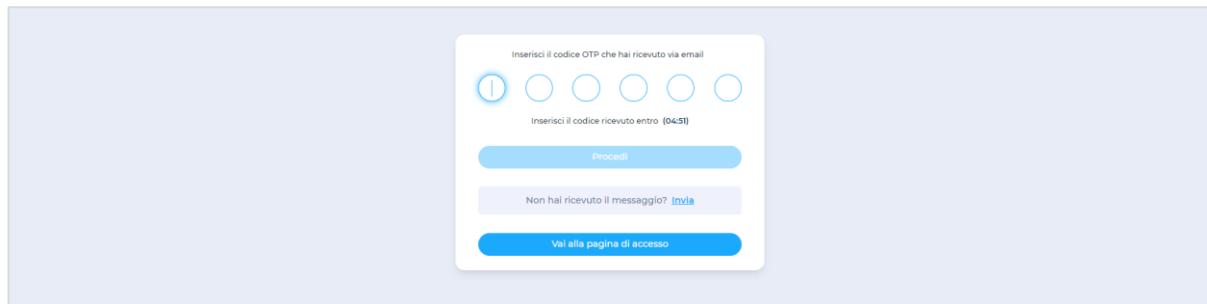 Inserisci il codice OTP che hai ricevuto via email
Inserisci il codice ricevuto entro (04:51)
Procedi
Non hai ricevuto il messaggio? Invia
Vai alla pagina di accesso